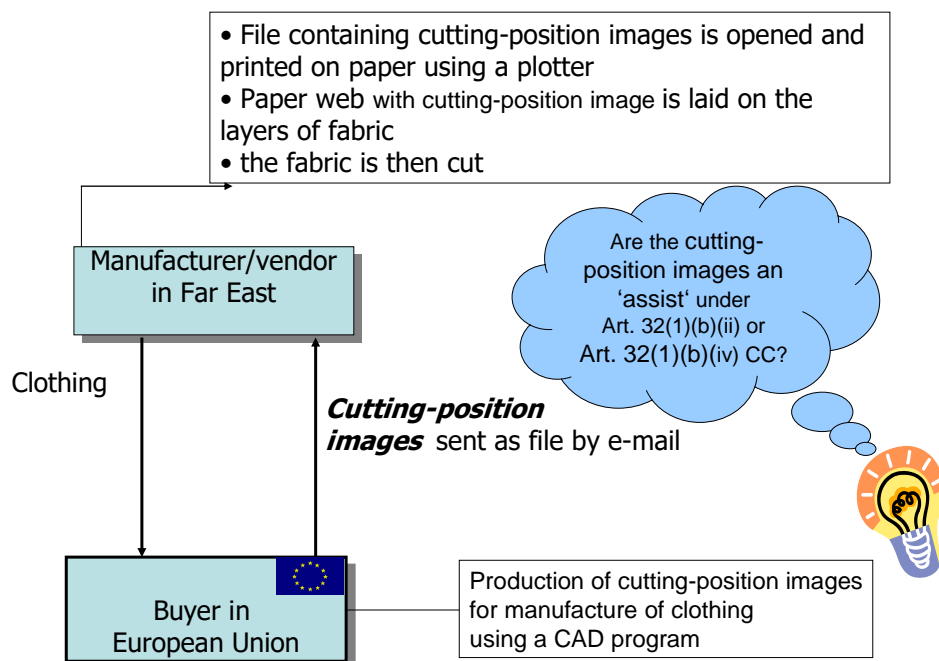 • File containing cutting-position images is opened and
printed on paper using a plotter
• Paper web with cutting-position image is laid on the
layers of fabric
• the fabric is then cut
Are the cutting-
position images an
‘assist‘ under
Art. 32(1)(b)(ii) or
Art. 32(1)(b)(iv) CC?
Manufacturer/vendor
in Far East
Clothing
Cutting-position
images sent as file by e-mail
Buyer in
European Union
Production of cutting-position images
for manufacture of clothing
using a CAD program